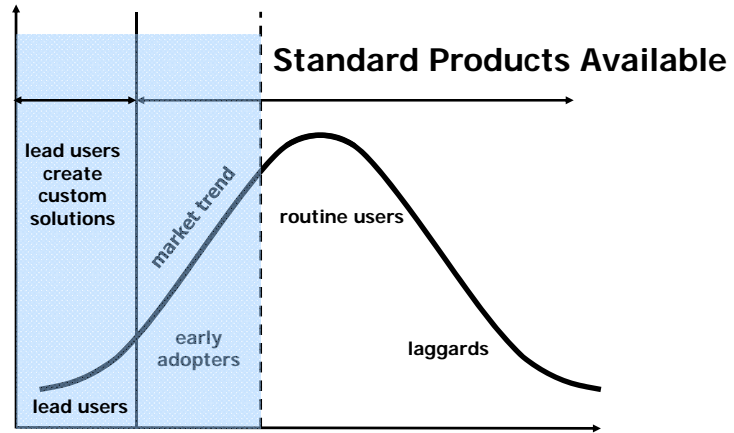 Standard Products Available
lead users
create
custom
solutions
market trend
routine users
early
adopters
laggards
lead users